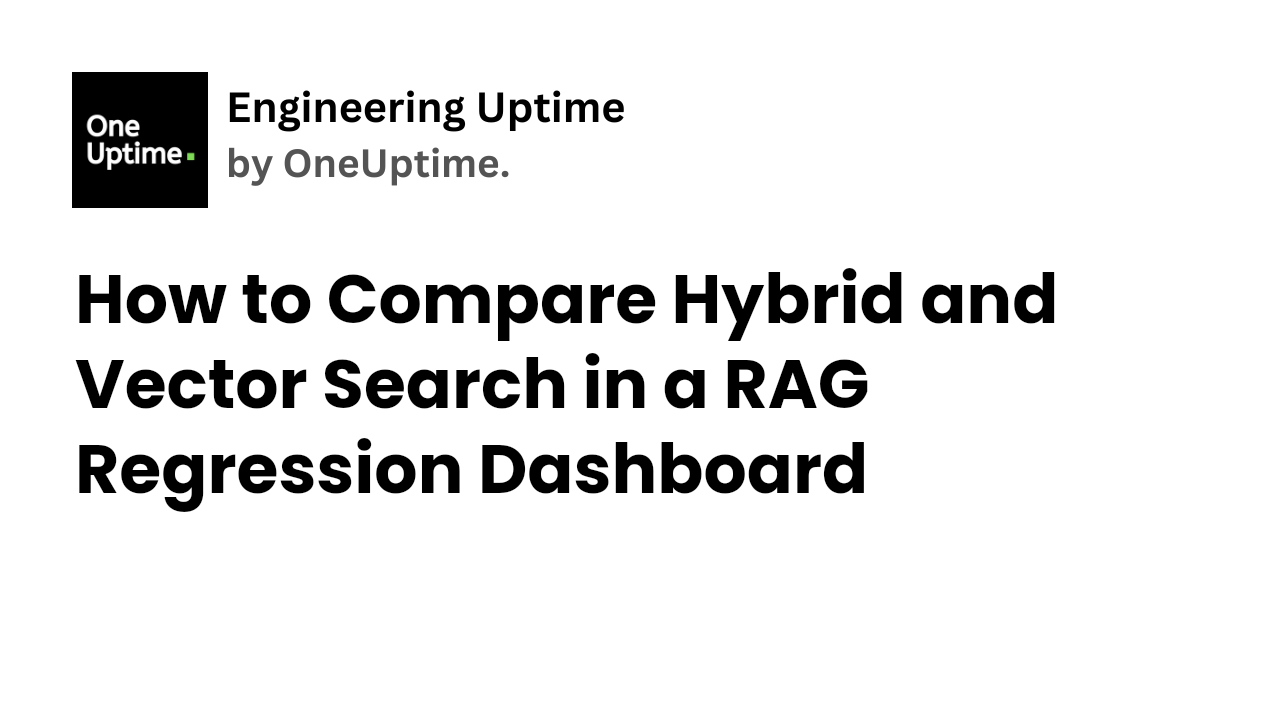 One
Uptime
Engineering Uptime
by OneUptime.
How to Compare Hybrid and
Vector Search in a RAG
Regression Dashboard